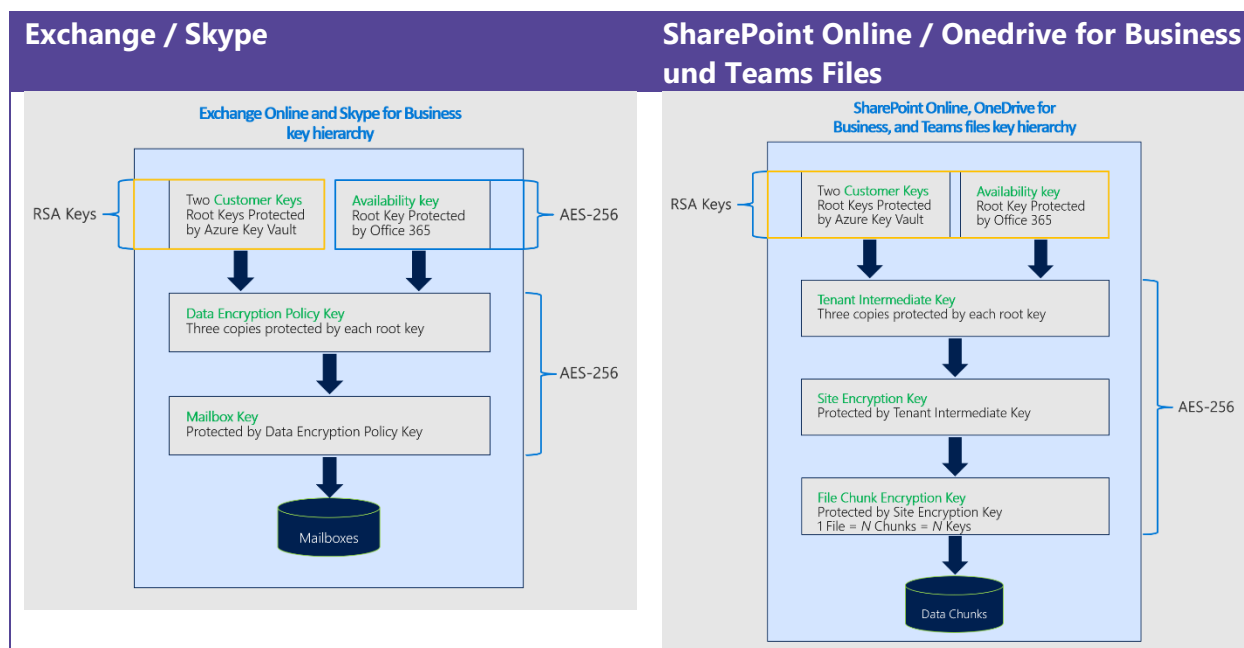 Exchange / Skype
Exchange Online and Skype for Business
key hierarchy
RSA Keys
Two Customer Keys
Root Keys Protected
by Azure Key Vault
Availability key
Root Key Protected
by Office 365
AES-256
Data Encryption Policy Key
Three copies protected by each root key
AES-256
Mailbox Key
Protected by Data Encryption Policy Key
Mailboxes
SharePoint Online / Onedrive for Business
und Teams Files
SharePoint Online, OneDrive for
Business, and Teams files key hierarchy
RSA Keys
Two Customer Keys
Root Keys Protected
by Azure Key Vault
Availability key
Root Key Protected
by Office 365
Tenant Intermediate Key
Three copies protected by each root key
Site Encryption Key
Protected by Tenant Intermediate Key
AES-256
File Chunk Encryption Key
Protected by Site Encryption Key
1 File = N Chunks = N Keys
Data Chunks